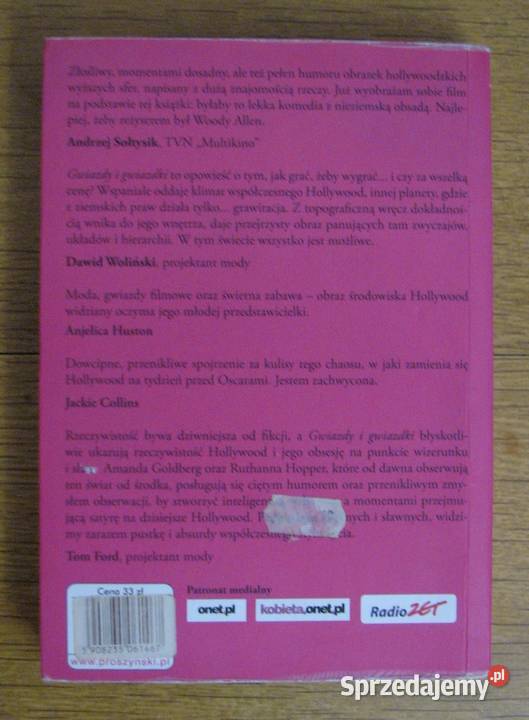 Złośliwy, momentami dosadny, ale też pełen humoru obrazek hollywoodzkich
wyższych sfer, napisany z dużą znajomością rzeczy. Już wyobrażam sobie film
na podstawie tej książki: byłaby to lekka komedia z nieziemską obsadą. Najle-
piej, żeby reżyserem był Woody Allen.
Andrzej Sołtysik, TVN „Multikino”
Gwiazdy i gwiazdki to opowieść o tym, jak grać, żeby wygrać... i czy za wszelką
cenę? Wspaniale oddaje klimat współczesnego Hollywood, innej planety, gdzie
z ziemskich praw działa tylko... grawitacja. Z topograficzną wręcz dokładnoś-
cią wnika do jego wnętrza, daje przejrzysty obraz panujących tam zwyczajów,
układów i hierarchii. W tym świecie wszystko jest możliwe.
Dawid Woliński, projektant mody
Moda, gwiazdy filmowe oraz świetna zabawa – obraz środowiska Hollywood
widziany oczyma jego młodej przedstawicielki.
Anjelica Huston
Dowcipne, przenikliwe spojrzenie za kulisy tego chaosu, w jaki zamienia się
Hollywood na tydzień przed Oscarami. Jestem zachwycona.
Jackie Collins
Rzeczywistość bywa dziwniejsza od fikcji, a Gwiazdy i gwiazdki błyskotli-
wie ukazują rzeczywistość Hollywood i jego obsesję na punkcie wizerunku
i Amanda Goldberg oraz Ruthanna Hopper, które od dawna obserwują
ten świat od środka, posługują się ciętym humorem oraz przenikliwym zmy-
słem obserwacji, by stworzyć a momentami przejmu-
jącą satyrę na dzisiejsze Hollywood. i sławnych, widzi-
my zarazem pustkę i absurdy
Tom Ford, projektant mody
Cena 33 zł
5 908255 061467
www.proszynski.pl
Patronat medialny
onet.pl
kobieta.onet.pl
Radio ZET
Sprzedajemy.pl